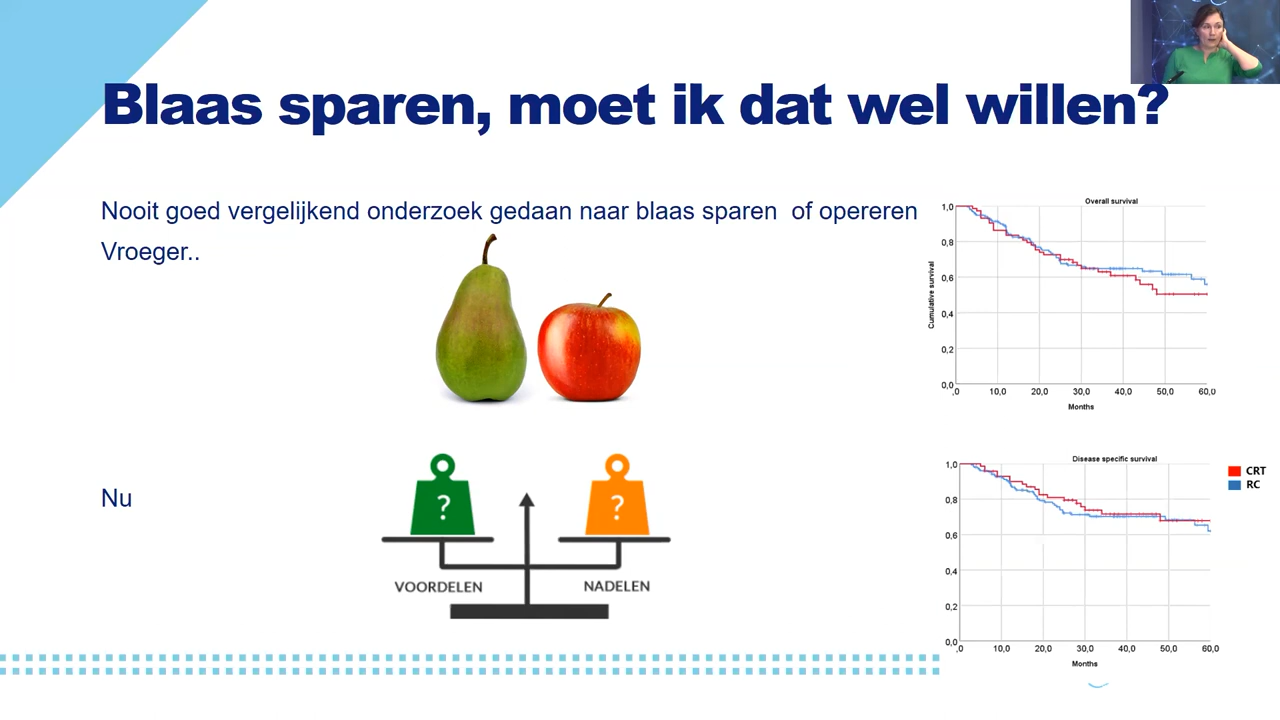 Blaas sparen, moet ik dat wel willen?
Nooit goed vergelijkend onderzoek gedaan naar blaas sparen of opereren
Vroeger..
Nu
?
?
VOORDELEN
NADELEN
Overall survival
Cumulative survival
1,0
0,8
0,6
0,4
0,2
0,0
,0 10,0 20,0 30,0 40,0 50,0 60,0
Months
Disease specific survival
1,0
0,8
0,6
0,4
0,2
0,0
,0 10,0 20,0 30,0 40,0 50,0 60,0
Months
CRT
RC